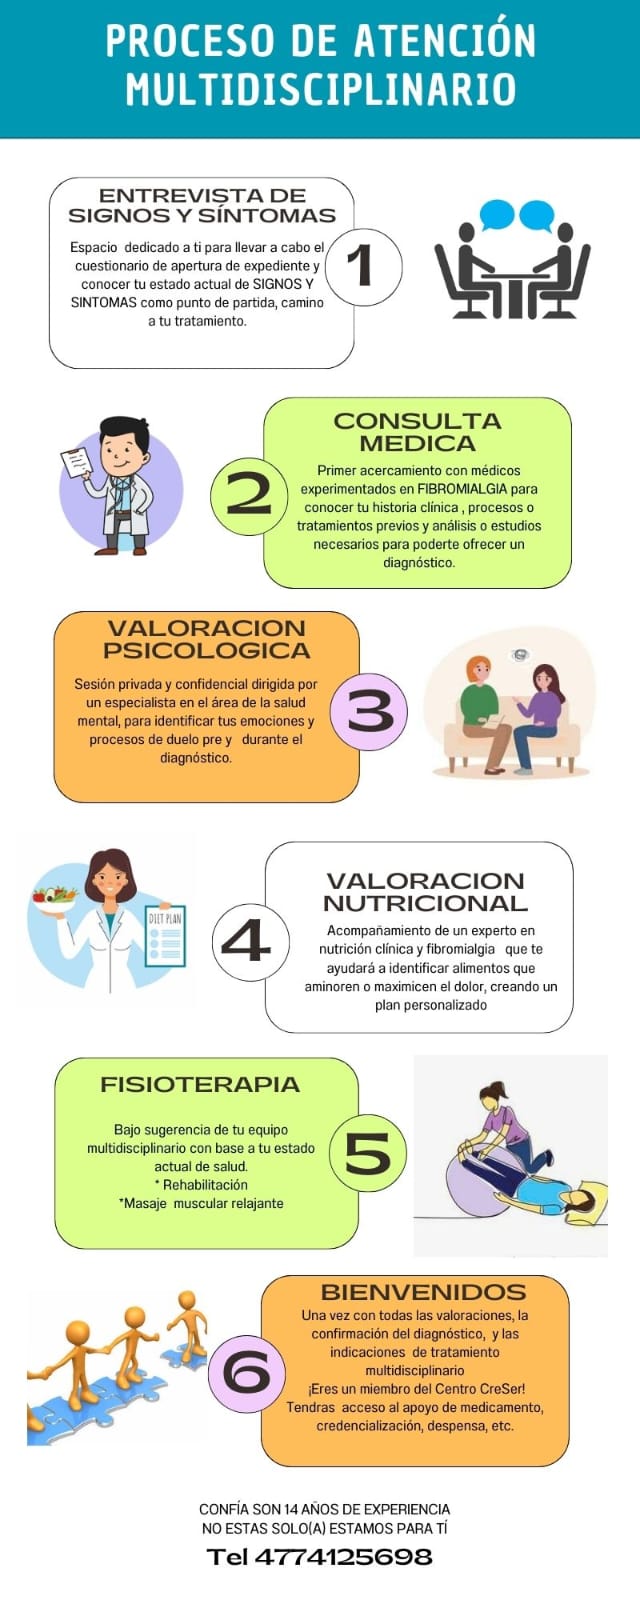 PROCESO DE ATENCIÓN
MULTIDISCIPLINARIO
ENTREVISTA DE
SIGNOS Y SÍNTOMAS
Espacio dedicado a ti para llevar a cabo el
cuestionario de apertura de expediente y
conocer tu estado actual de SIGNOS Y
SINTOMAS como punto de partida, camino
a tu tratamiento.
1
CONSULTA
MEDICA
Primer acercamiento con médicos
experimentados en FIBROMIALGIA para
conocer tu historia clínica , procesos o
tratamientos previos y análisis o estudios
necesarios para poderte ofrecer un
diagnóstico.
2
VALORACION
PSICOLOGICA
Sesión privada y confidencial dirigida por
un especialista en el área de la salud
mental, para identificar tus emociones y
procesos de duelo pre y durante el
diagnóstico.
3
DIET PLAN
4
VALORACION
NUTRICIONAL
Acompañamiento de un experto en
nutrición clínica y fibromialgia que te
ayudará a identificar alimentos que
aminoren o maximicen el dolor, creando un
plan personalizado
FISIOTERAPIA
Bajo sugerencia de tu equipo
multidisciplinario con base a tu estado
actual de salud.
* Rehabilitación
*Masaje muscular relajante
5
BIENVENIDOS
Una vez con todas las valoraciones, la
confirmación del diagnóstico, y las
indicaciones de tratamiento
multidisciplinario
¡Eres un miembro del Centro CreSer!
Tendras acceso al apoyo de medicamento,
credencialización, despensa, etc.
6
CONFÍA SON 14 AÑOS DE EXPERIENCIA
NO ESTAS SOLO(A) ESTAMOS PARA TÍ
Tel 4774125698